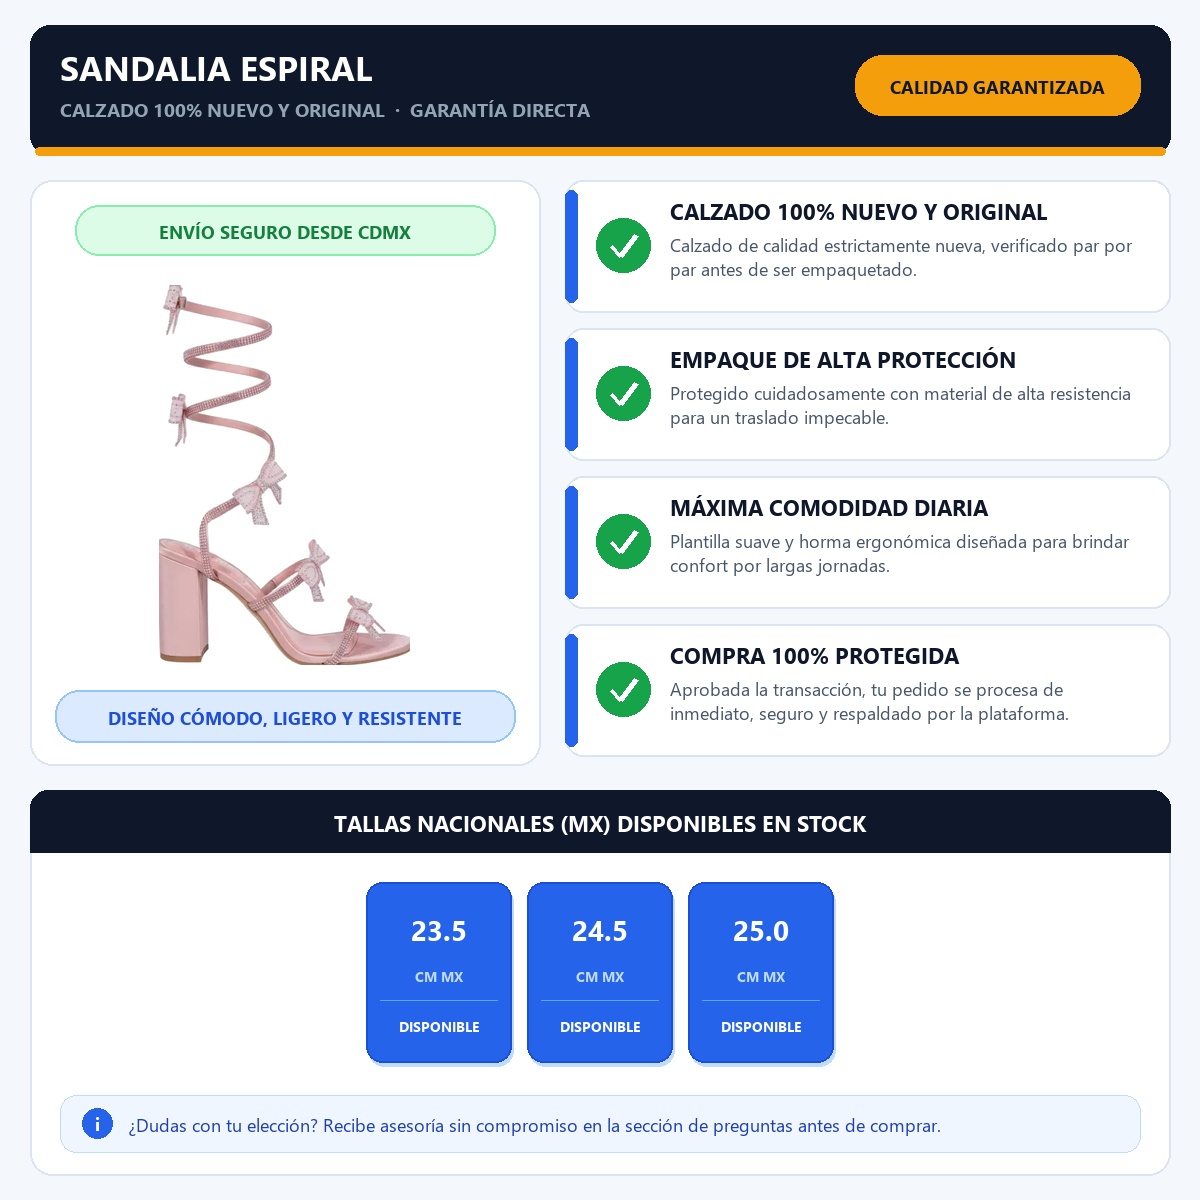 SANDALIA ESPIRAL
CALZADO 100% NUEVO Y ORIGINAL · GARANTÍA DIRECTA
CALIDAD GARANTIZADA
ENVÍO SEGURO DESDE CDMX
DISEÑO CÓMODO, LIGERO Y RESISTENTE
CALZADO 100% NUEVO Y ORIGINAL
Calzado de calidad estrictamente nueva, verificado par por
par antes de ser empaquetado.
EMPAQUE DE ALTA PROTECCIÓN
Protegido cuidadosamente con material de alta resistencia
para un traslado impecable.
MÁXIMA COMODIDAD DIARIA
Plantilla suave y horma ergonómica diseñada para brindar
confort por largas jornadas.
COMPRA 100% PROTEGIDA
Aprobada la transacción, tu pedido se procesa de
inmediato, seguro y respaldado por la plataforma.
TALLAS NACIONALES (MX) DISPONIBLES EN STOCK
23.5
CM MX
DISPONIBLE
24.5
CM MX
DISPONIBLE
25.0
CM MX
DISPONIBLE
¿Dudas con tu elección? Recibe asesoría sin compromiso en la sección de preguntas antes de comprar.